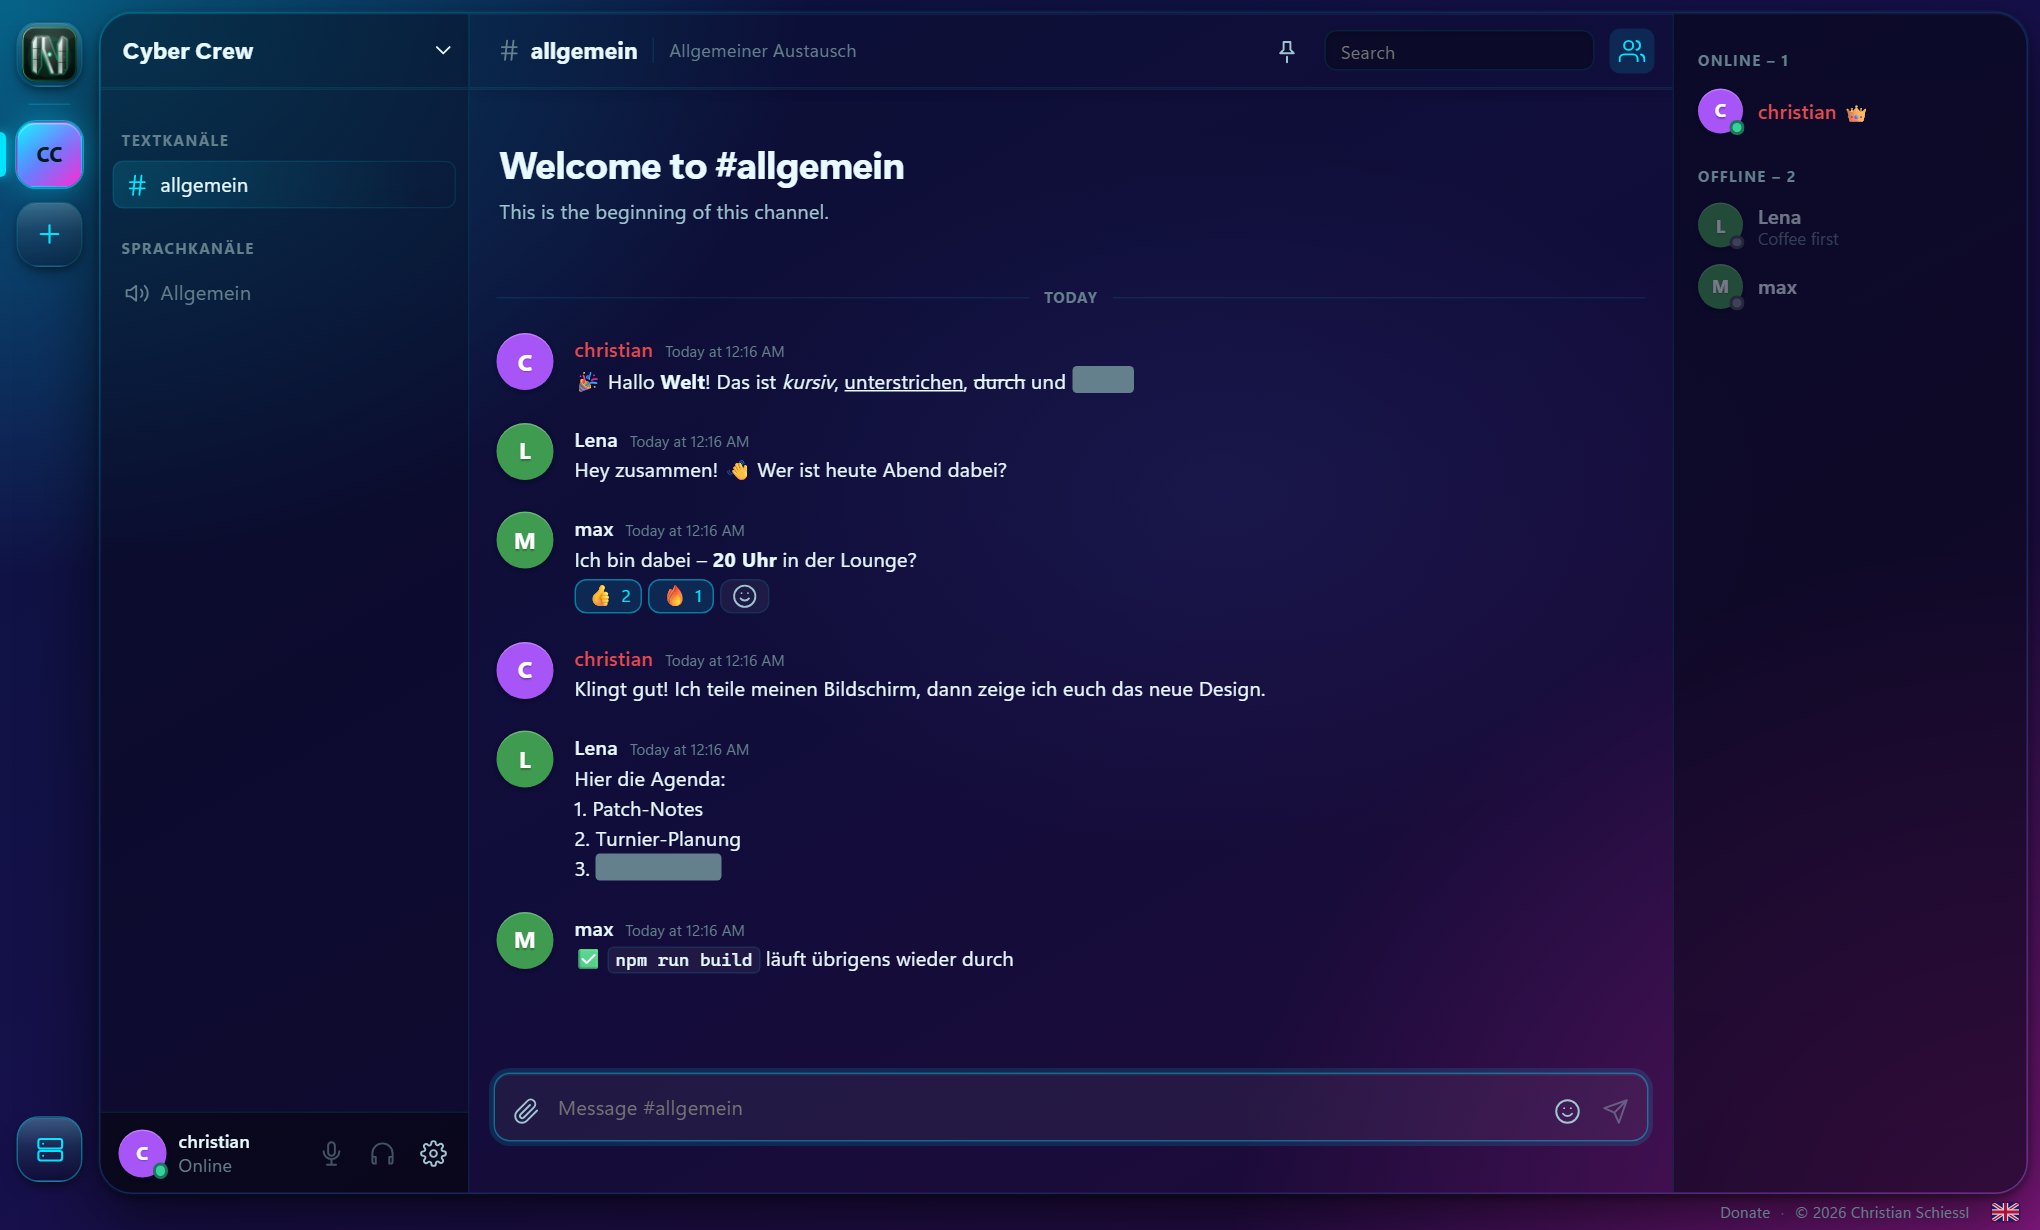 Cyber Crew
# allgemein
Allgemeiner Austausch
Search
CC
TEXTKANÄLE
# allgemein
SPRACHKANÄLE
Allgemein
Welcome to #allgemein
This is the beginning of this channel.
TODAY
C
christian Today at 12:16 AM
🎉 Hallo Welt! Das ist kursiv, unterstrichen, durch und
L
Lena Today at 12:16 AM
Hey zusammen! 👋 Wer ist heute Abend dabei?
M
max Today at 12:16 AM
Ich bin dabei – 20 Uhr in der Lounge?
👍 2 🔥 1
C
christian Today at 12:16 AM
Klingt gut! Ich teile meinen Bildschirm, dann zeige ich euch das neue Design.
L
Lena Today at 12:16 AM
Hier die Agenda:
1. Patch-Notes
2. Turnier-Planung
3.
M
max Today at 12:16 AM
✅ npm run build läuft übrigens wieder durch
Message #allgemein
C
christian
Online
ONLINE – 1
C
christian 👑
OFFLINE – 2
L
Lena
Coffee first
M
max
Donate · © 2026 Christian Schiessl